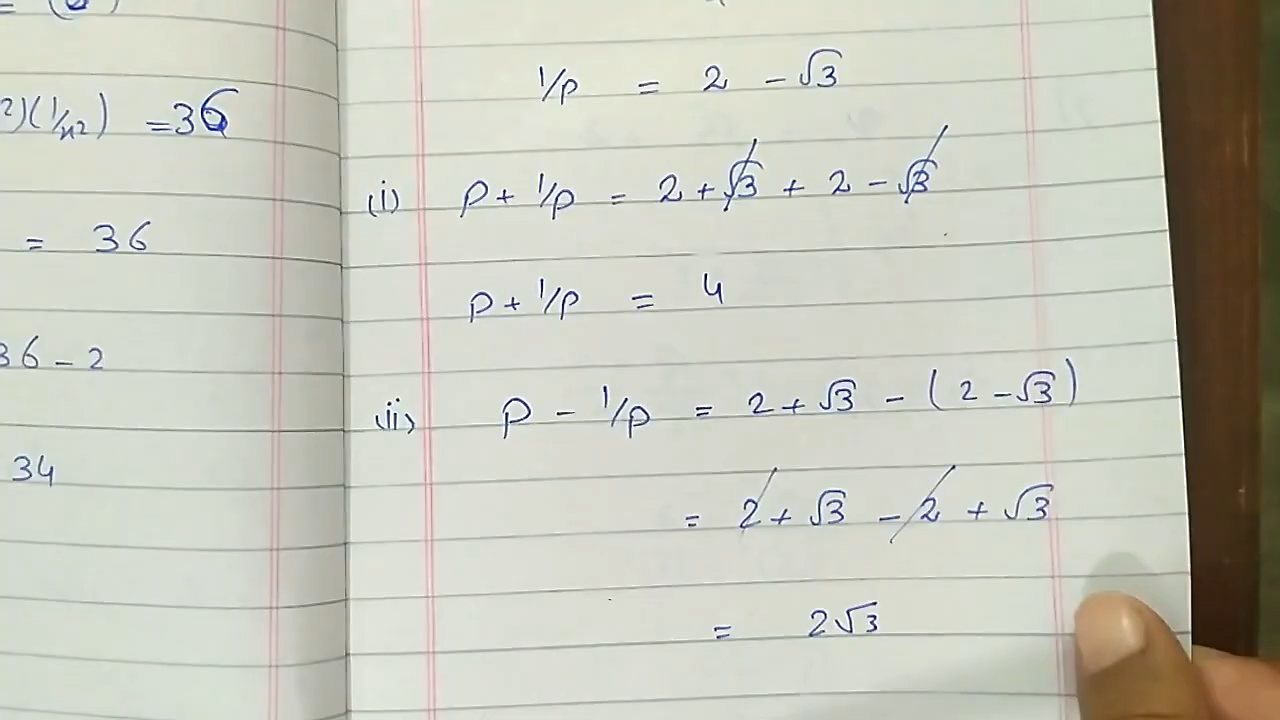 2)(1/x2) = 36
= 36
36 - 2
34
1/p = 2 - √3
(i) p + 1/p = 2 + √3 + 2 - √3
p + 1/p = 4
(ii) p - 1/p = 2 + √3 - (2 - √3)
= 2 + √3 - 2 + √3
= 2√3